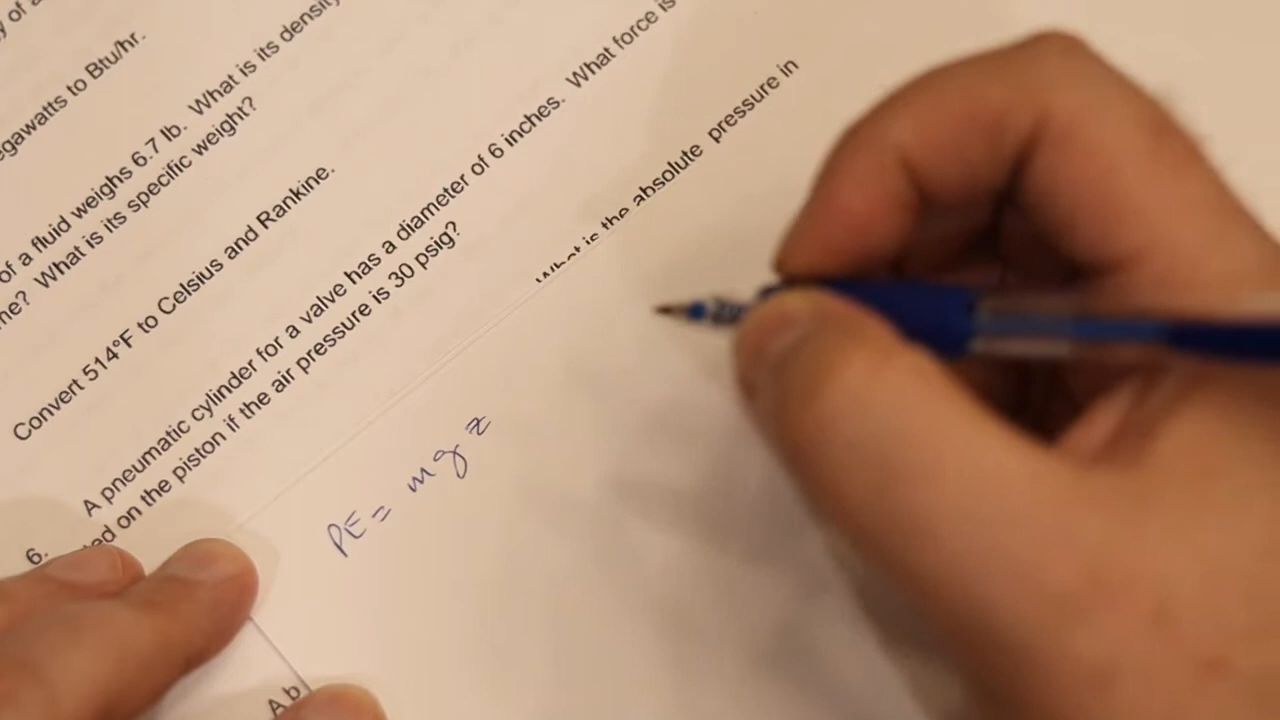 egawatts to Btu/hr.
of a fluid weighs 6.7 lb. What is its density
me? What is its specific weight?
Convert 514°F to Celsius and Rankine.
6. A pneumatic cylinder for a valve has a diameter of 6 inches. What force is
ed on the piston if the air pressure is 30 psig?
What is the absolute pressure in
PE = mgz
A b